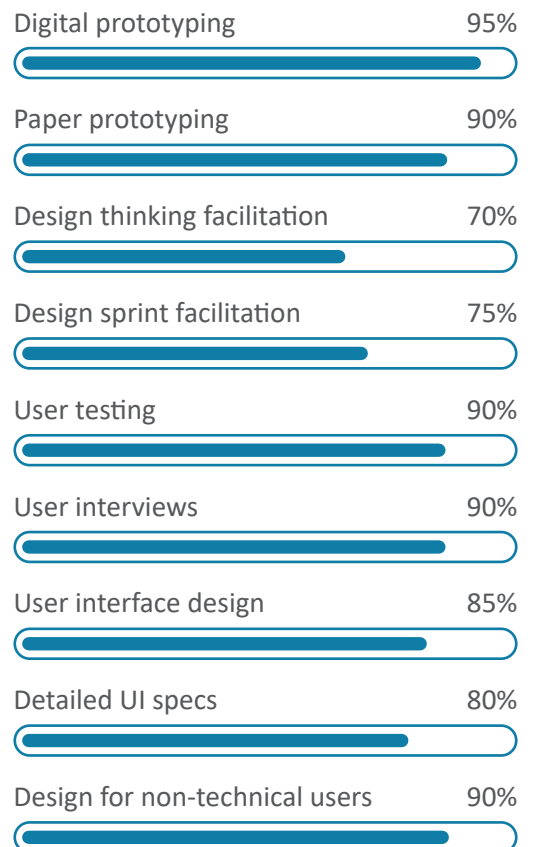 Digital prototyping 95%
Paper prototyping 90%
Design thinking facilitation 70%
Design sprint facilitation 75%
User testing 90%
User interviews 90%
User interface design 85%
Detailed UI specs 80%
Design for non-technical users 90%